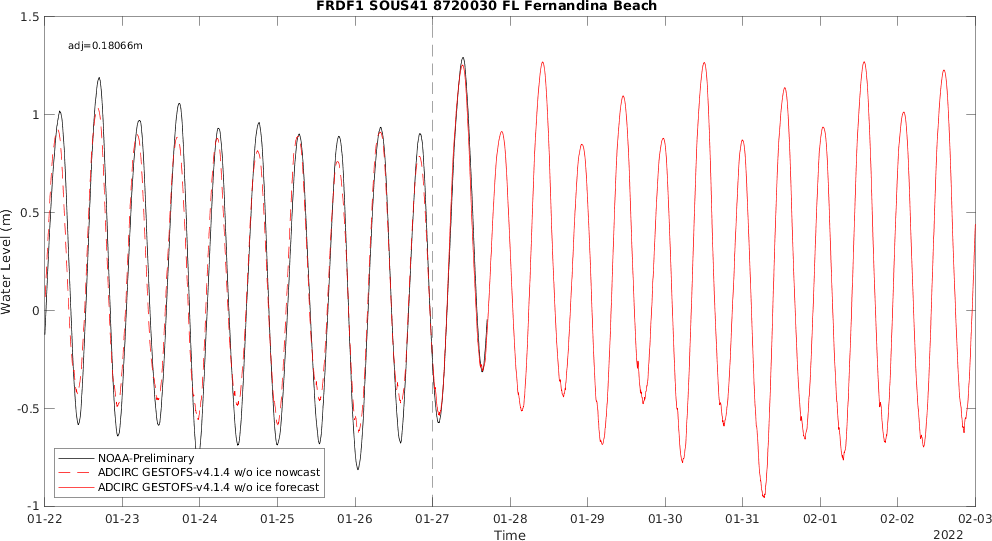 FRDF1 SOUS41 8720030 FL Fernandina Beach
adj=0.18066m
1.5
1
0.5
0
-0.5
-1
Water Level (m)
NOAA-Preliminary
ADCIRC GESTOFS-v4.1.4 w/o ice nowcast
ADCIRC GESTOFS-v4.1.4 w/o ice forecast
01-22 01-23 01-24 01-25 01-26 01-27 01-28 01-29 01-30 01-31 02-01 02-02 02-03
Time
2022